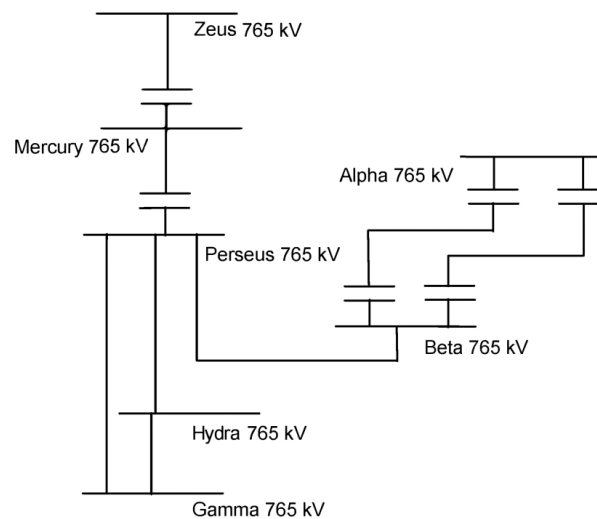 Zeus 765 kV
Mercury 765 kV
Alpha 765 kV
Perseus 765 kV
Beta 765 kV
Hydra 765 kV
Gamma 765 kV